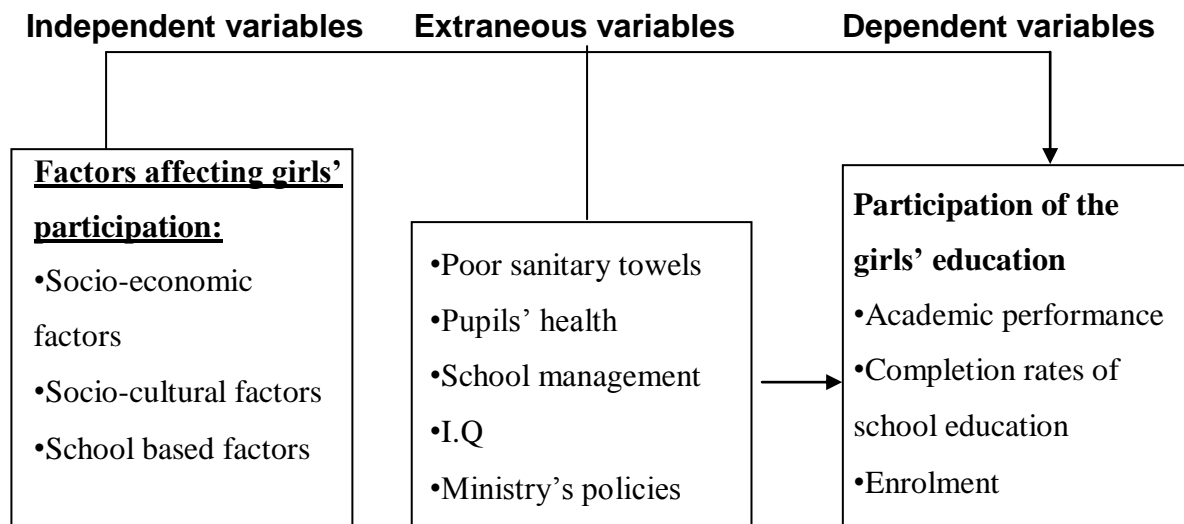 Independent variables
Extraneous variables
Dependent variables
Factors affecting girls’
participation:
•Socio-economic
factors
•Socio-cultural factors
•School based factors
•Poor sanitary towels
•Pupils’ health
•School management
•I.Q
•Ministry’s policies
Participation of the
girls’ education
•Academic performance
•Completion rates of
school education
•Enrolment